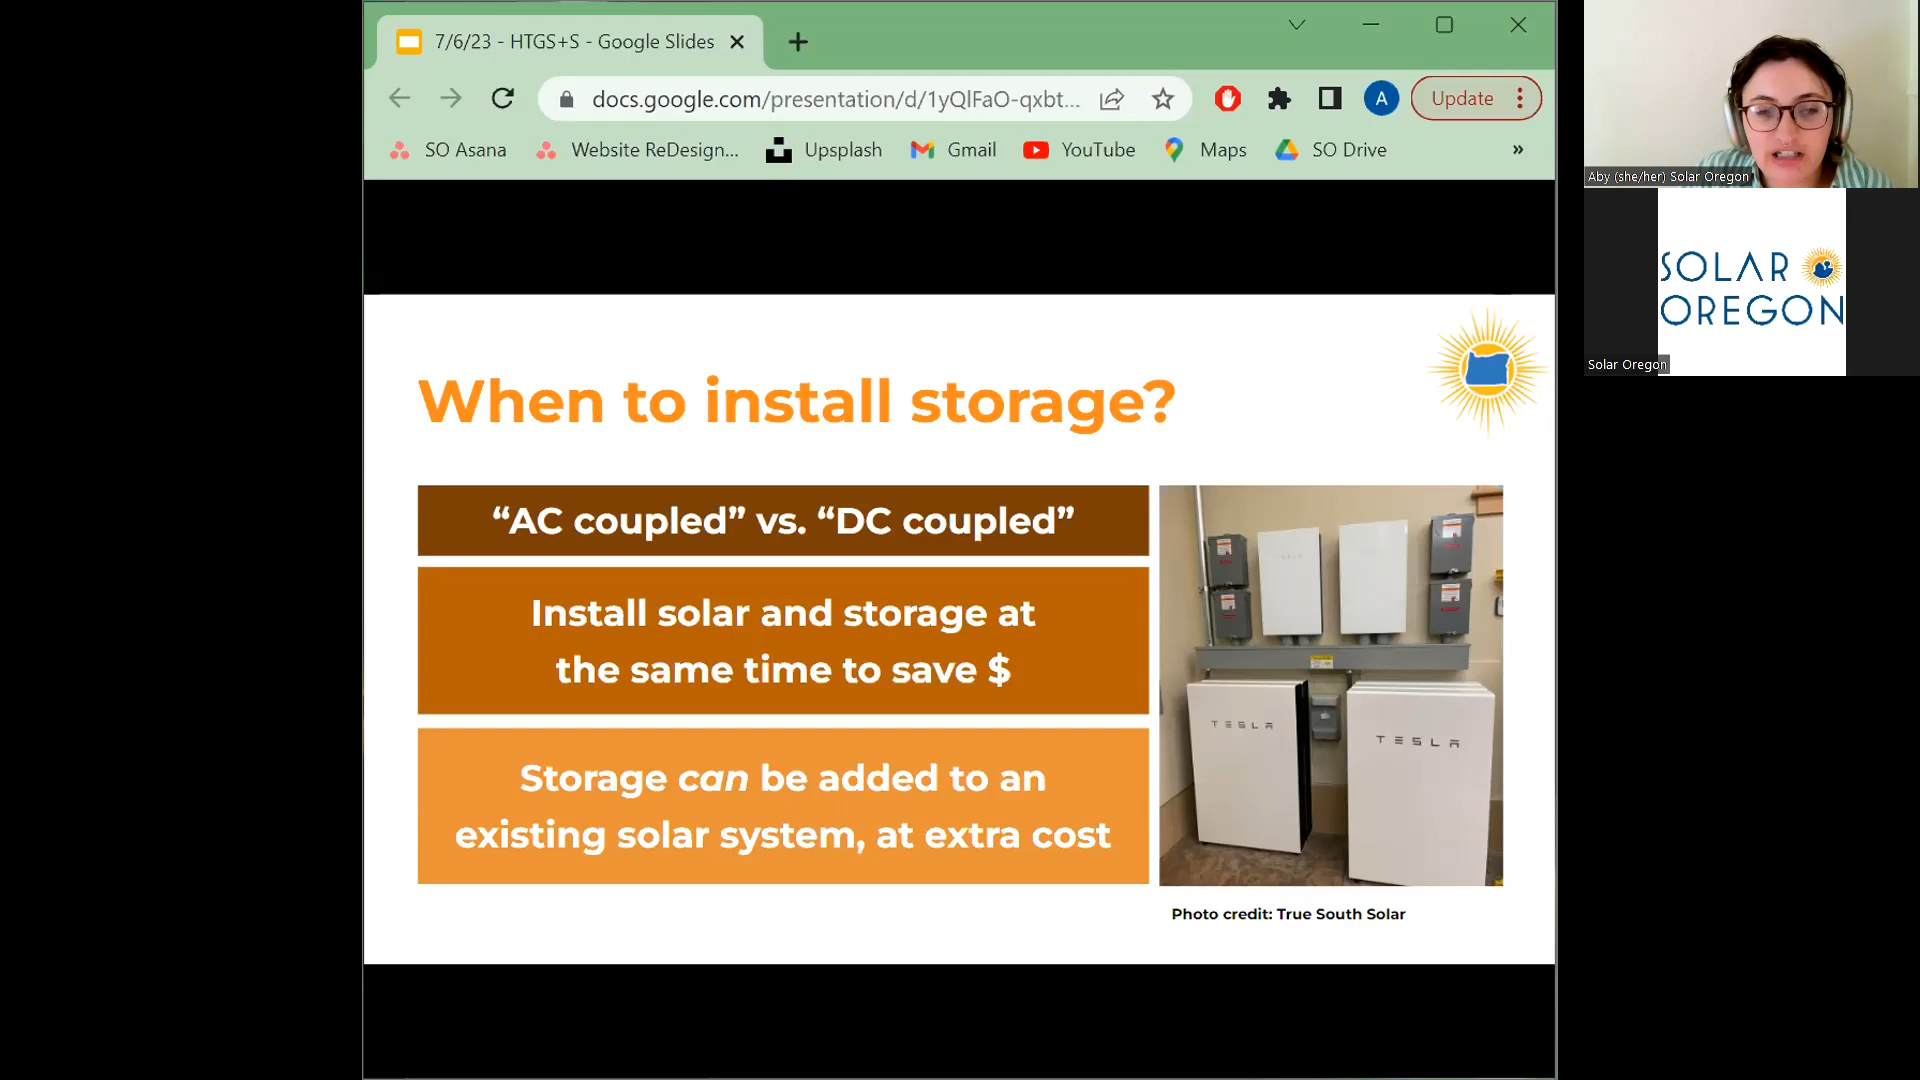 7/6/23 - HTGS+S - Google Slides
docs.google.com/presentation/d/1yQlFaO-qxbt...
A
Update
SO Asana
Website ReDesign...
Upsplash
Gmail
YouTube
Maps
SO Drive
»
When to install storage?
“AC coupled” vs. “DC coupled”
Install solar and storage at
the same time to save $
Storage can be added to an
existing solar system, at extra cost
TESLA
TESLA
TESLA
Photo credit: True South Solar
Aby (she/her) Solar Oregon
SOLAR
OREGON
Solar Oregon